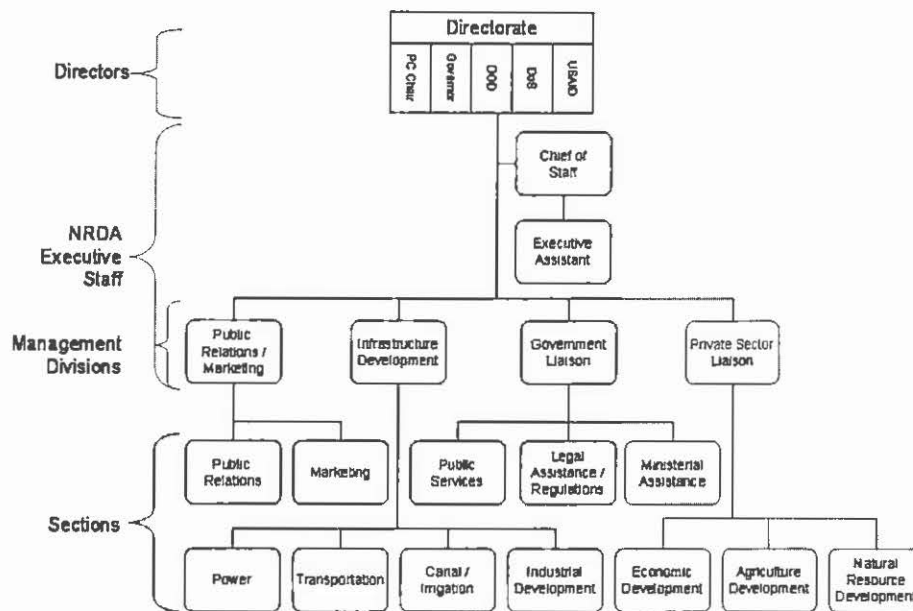 Directorate
Directors
PC Chair
Governor
DOD
DoS
USAID
Chief of
Staff
NRDA
Executive
Staff
Executive
Assistant
Management
Divisions
Public
Relations /
Marketing
Infrastructure
Development
Government
Liaison
Private Sector
Liaison
Sections
Public
Relations
Marketing
Public
Services
Legal
Assistance /
Regulations
Ministerial
Assistance
Power
Transportation
Canal /
Irrigation
Industrial
Development
Economic
Development
Agriculture
Development
Natural
Resource
Development